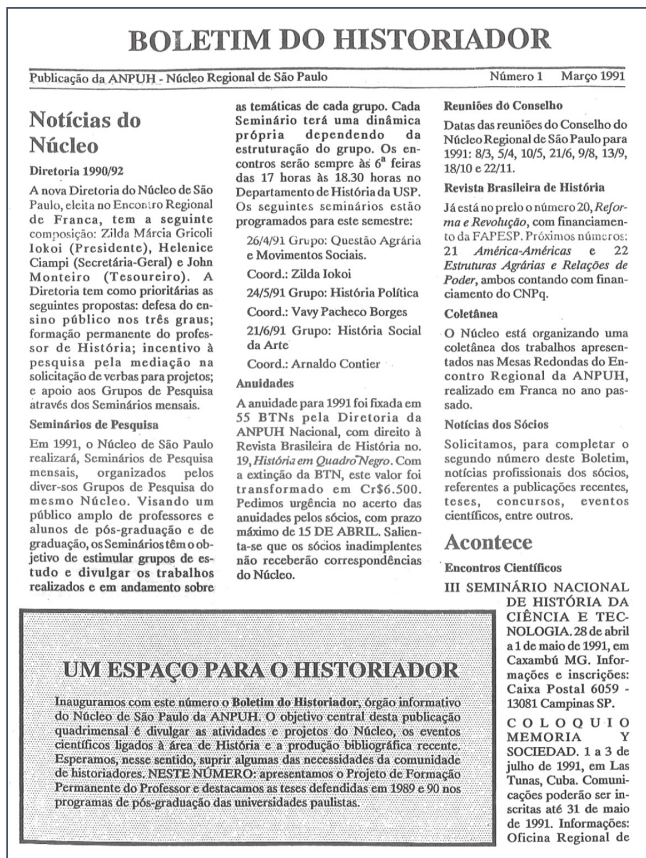 BOLETIM DO HISTORIADOR
Publicação da ANPUH - Núcleo Regional de São Paulo Número 1 Março 1991
Notícias do
Núcleo
Diretoria 1990/92
A nova Diretoria do Núcleo de São
Paulo, eleita no Encontro Regional
de Franca, tem a seguinte
composição: Zilda Márcia Gricoli
Iokoi (Presidente), Helenice
Ciampi (Secretária-Geral) e John
Monteiro (Tesoureiro). A
Diretoria tem como prioritárias as
seguintes propostas: defesa do en-
sino público nos três graus;
formação permanente do profes-
sor de História; incentivo à
pesquisa pela mediação na
solicitação de verbas para projetos;
e apoio aos Grupos de Pesquisa
através dos Seminários mensais.
Seminários de Pesquisa
Em 1991, o Núcleo de São Paulo
realizará, Seminários de Pesquisa
mensais, organizados pelos
diver-sos Grupos de Pesquisa do
mesmo Núcleo. Visando um
público amplo de professores e
alunos de pós-graduação e de
graduação, os Seminários têm o ob-
jetivo de estimular grupos de es-
tudo e divulgar os trabalhos
realizados e em andamento sobre
as temáticas de cada grupo. Cada
Seminário terá uma dinâmica
própria dependendo da
estruturação do grupo. Os en-
contros serão sempre às 6ª feiras
das 17 horas às 18.30 horas no
Departamento de História da USP.
Os seguintes seminários estão
programados para este semestre:
26/4/91 Grupo: Questão Agrária
e Movimentos Sociais.
Coord.: Zilda Iokoi
24/5/91 Grupo: História Política
Coord.: Vavy Pacheco Borges
21/6/91 Grupo: História Social
da Arte
Coord.: Arnaldo Contier
Anuidades
A anuidade para 1991 foi fixada em
55 BTNs pela Diretoria da
ANPUH Nacional, com direito à
Revista Brasileira de História no.
19, História em Quadro Negro. Com
a extinção da BTN, este valor foi
transformado em Cr$6.500.
Pedimos urgência no acerto das
anuidades pelos sócios, com prazo
máximo de 15 DE ABRIL. Salien-
ta-se que os sócios inadimplentes
não receberão correspondências
do Núcleo.
Reuniões do Conselho
Datas das reuniões do Conselho do
Núcleo Regional de São Paulo para
1991: 8/3, 5/4, 10/5, 21/6, 9/8, 13/9,
18/10 e 22/11.
Revista Brasileira de História
Já está no prelo o número 20, Refor-
ma e Revolução, com financiamen-
to da FAPESP. Próximos números:
21 América-Américas e 22
Estruturas Agrárias e Relações de
Poder, ambos contando com finan-
ciamento do CNPq.
Coletânea
O Núcleo está organizando uma
coletânea dos trabalhos apresen-
tados nas Mesas Redondas do En-
contro Regional da ANPUH,
realizado em Franca no ano pas-
sado.
Notícias dos Sócios
Solicitamos, para completar o
segundo número deste Boletim,
notícias profissionais dos sócios,
referentes a publicações recentes,
teses, concursos, eventos
científicos, entre outros.
Acontece
Encontros Científicos
III SEMINÁRIO NACIONAL
DE HISTÓRIA DA
CIÊNCIA E TEC-
NOLOGIA. 28 de abril
a 1 de maio de 1991, em
Caxambú MG. Infor-
mações e inscrições:
Caixa Postal 6059 -
13081 Campinas SP.
COLOQUIO
MEMORIA Y
SOCIEDAD. 1 a 3 de
julho de 1991, em Las
Tunas, Cuba. Comuni-
cações poderão ser in-
scritas até 31 de maio
de 1991. Informações:
Oficina Regional de
UM ESPAÇO PARA O HISTORIADOR
Inauguramos com este número o Boletim do Historiador, órgão informativo
do Núcleo de São Paulo da ANPUH. O objetivo central desta publicação
quadrimensal é divulgar as atividades e projetos do Núcleo, os eventos
científicos ligados à área de História e a produção bibliográfica recente.
Esperamos, nesse sentido, suprir algumas das necessidades da comunidade
de historiadores. NESTE NÚMERO: apresentamos o Projeto de Formação
Permanente do Professor e destacamos as teses defendidas em 1989 e 90 nos
programas de pós-graduação das universidades paulistas.